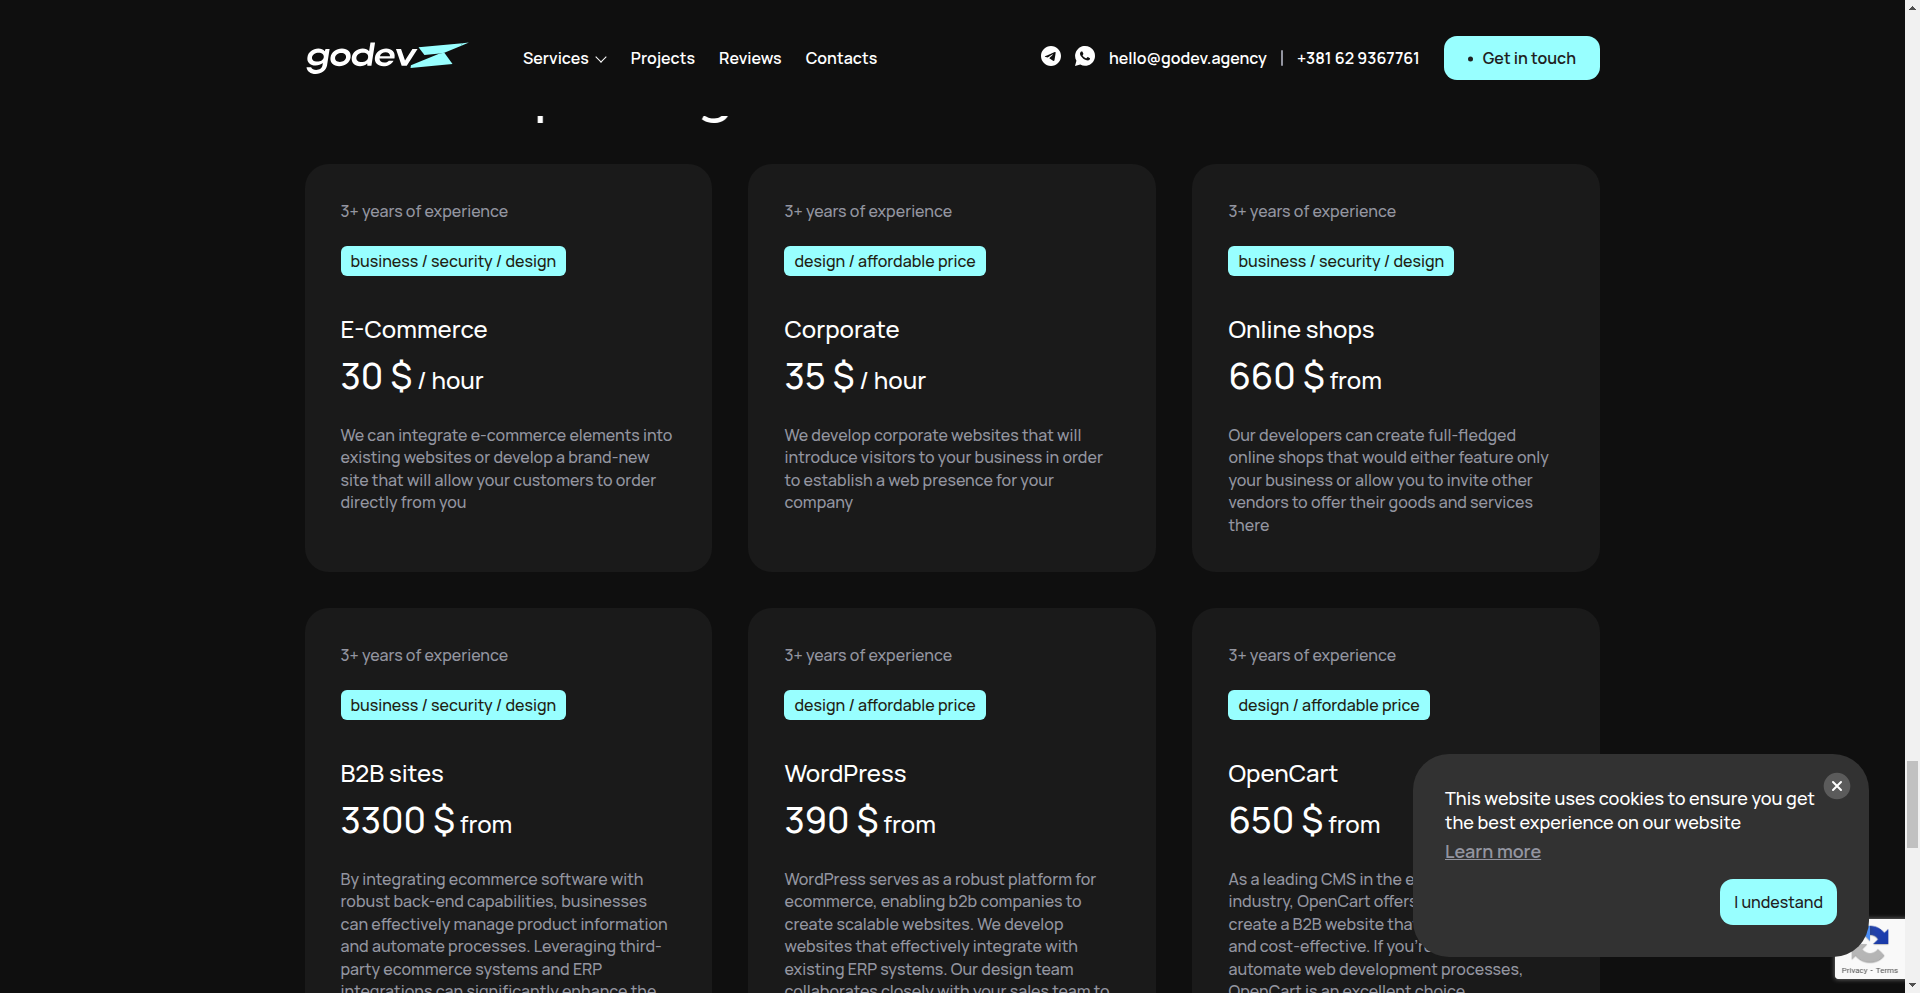 godev
Services
Projects
Reviews
Contacts
hello@godev.agency | +381 62 9367761
• Get in touch
3+ years of experience
business / security / design
E-Commerce
30 $ / hour
We can integrate e-commerce elements into
existing websites or develop a brand-new
site that will allow your customers to order
directly from you
3+ years of experience
design / affordable price
Corporate
35 $ / hour
We develop corporate websites that will
introduce visitors to your business in order
to establish a web presence for your
company
3+ years of experience
business / security / design
Online shops
660 $ from
Our developers can create full-fledged
online shops that would either feature only
your business or allow you to invite other
vendors to offer their goods and services
there
3+ years of experience
business / security / design
B2B sites
3300 $ from
By integrating ecommerce software with
robust back-end capabilities, businesses
can effectively manage product information
and automate processes. Leveraging third-
party ecommerce systems and ERP
integrations can significantly enhance the
3+ years of experience
design / affordable price
WordPress
390 $ from
WordPress serves as a robust platform for
ecommerce, enabling b2b companies to
create scalable websites. We develop
websites that effectively integrate with
existing ERP systems. Our design team
collaborates closely with your sales team to
3+ years of experience
design / affordable price
OpenCart
650 $ from
As a leading CMS in the
industry, OpenCart offers
create a B2B website
and cost-effective. If
automate web development processes,
OpenCart is an excellent choice
This website uses cookies to ensure you get
the best experience on our website
Learn more
I undestand
Privacy - Terms